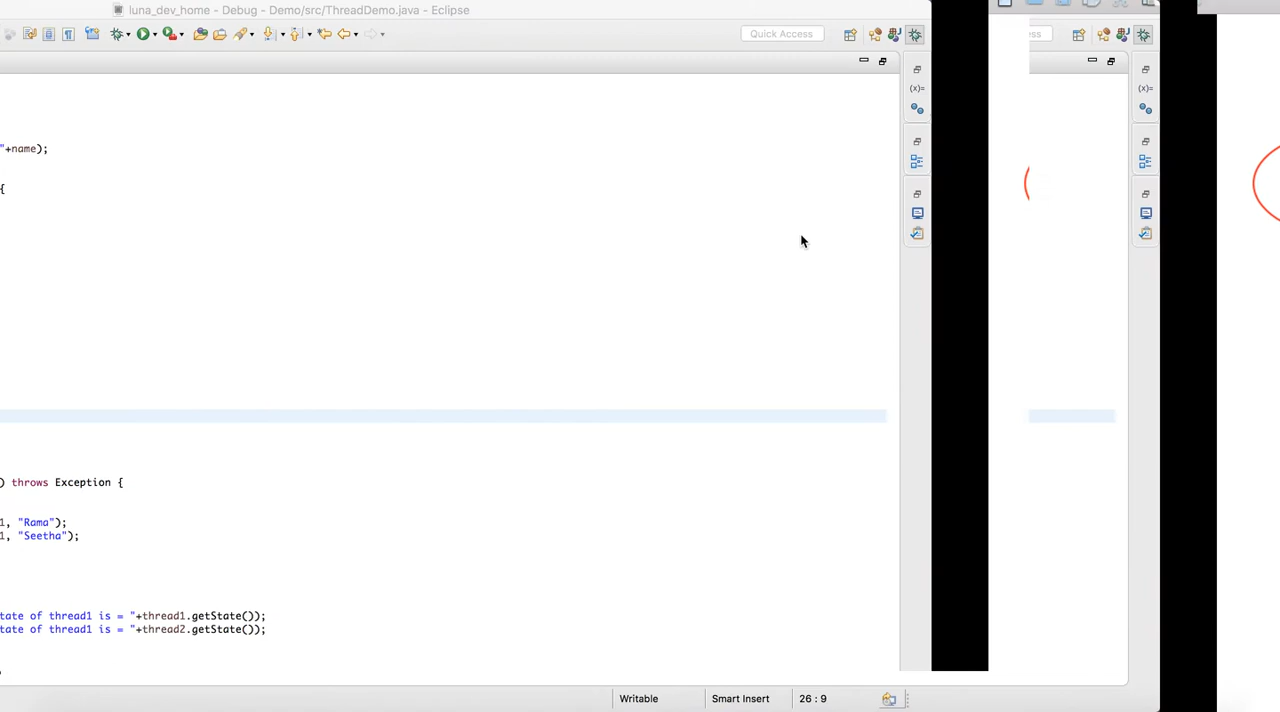 luna_dev_home - Debug - Demo/src/ThreadDemo.java - Eclipse
Quick Access
ess
(x)=
(x)=
"+name);
{
) throws Exception {
1, "Rama");
1, "Seetha");
tate of thread1 is = "+thread1.getState());
tate of thread1 is = "+thread2.getState());
Writable
Smart Insert
26 : 9